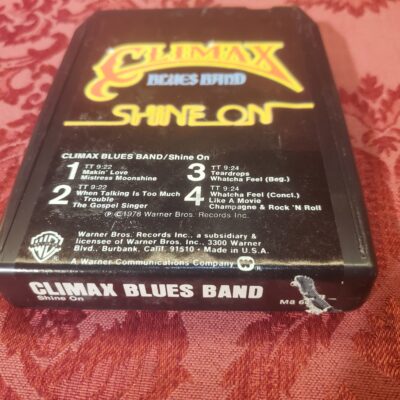 CLIMAX
BLUES BAND
SHINE ON
CLIMAX BLUES BAND/Shine On
1 TT 9:22
Makin' Love
Mistress Moonshine
2 TT 9:22
When Talking Is Too Much
Trouble
The Gospel Singer
3 TT 9:24
Teardrops
Whatcha Feel (Beg.)
4 TT 9:24
Whatcha Feel (Concl.)
Like A Movie
Champagne & Rock 'N Roll
℗©1978 Warner Bros. Records Inc.
Warner Bros. Records Inc., a subsidiary &
licensee of Warner Bros. Inc., 3300 Warner
Blvd., Burbank, Calif. 91510 • Made in U.S.A.
A Warner Communications Company
CLIMAX BLUES BAND
Shine On
M8